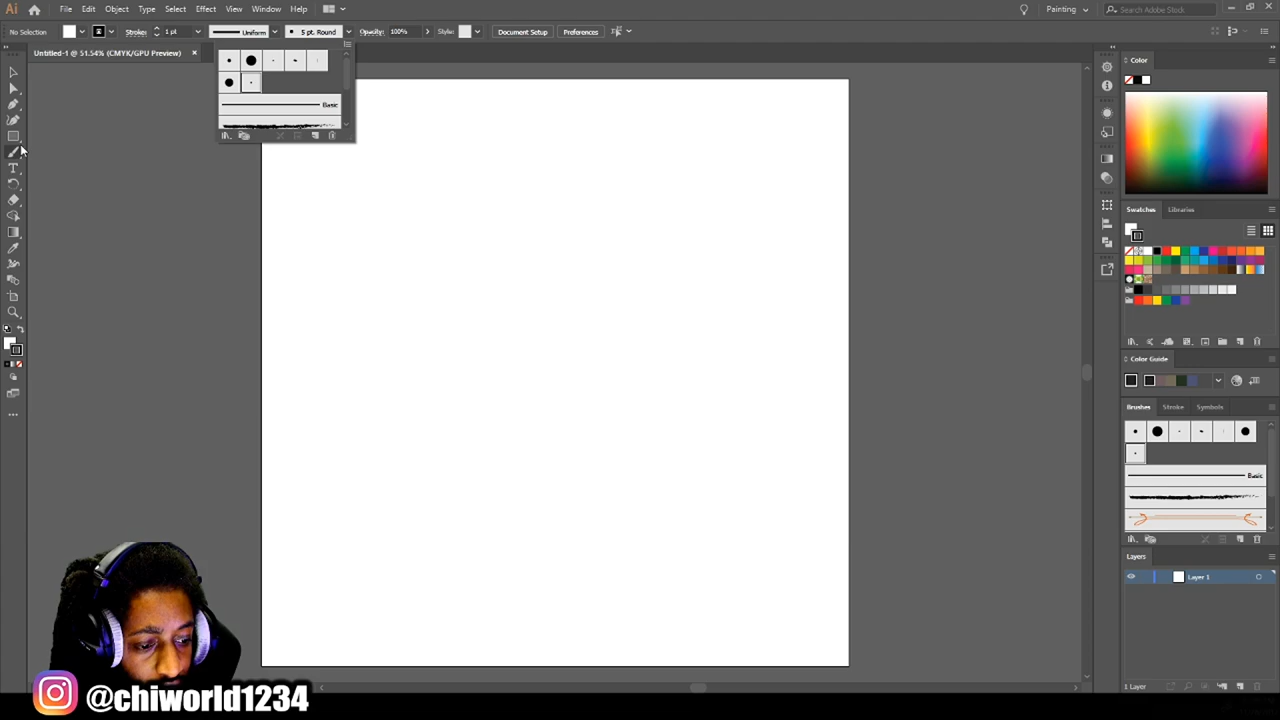 Ai File Edit Object Type Select Effect View Window Help Painting Search Adobe Stock
No Selection Stroke: 1 pt Uniform 5 pt. Round Opacity: 100% Style: Document Setup Preferences
Untitled-1 @ 51.54% (CMYK/GPU Preview)
Color
Basic
Swatches Libraries
Color Guide
Brushes Stroke Symbols
Basic
Layers
Layer 1
1 Layer
@chiworld1234